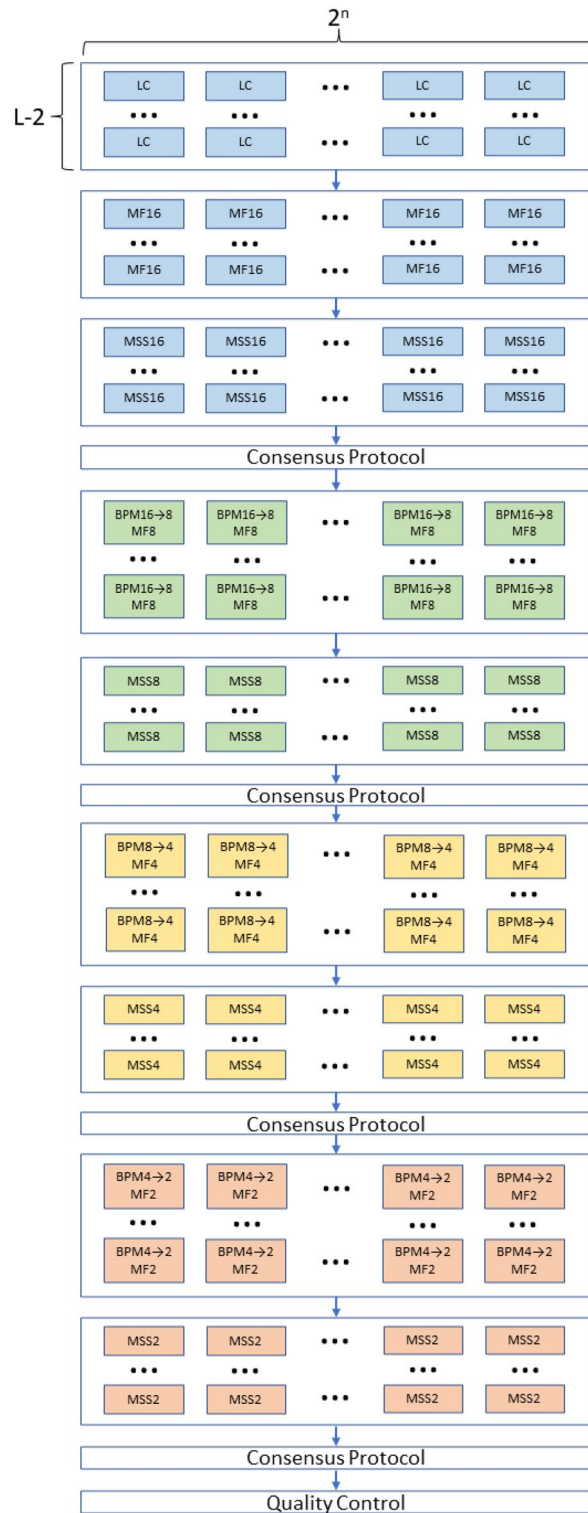 2ⁿ
L-2
LC LC ••• LC LC
••• ••• ••• •••
LC LC ••• LC LC
MF16 MF16 ••• MF16 MF16
••• ••• ••• •••
MF16 MF16 ••• MF16 MF16
MSS16 MSS16 ••• MSS16 MSS16
••• ••• ••• •••
MSS16 MSS16 ••• MSS16 MSS16
Consensus Protocol
BPM16→8 BPM16→8 ••• BPM16→8 BPM16→8
MF8 MF8 MF8 MF8
••• ••• ••• •••
BPM16→8 BPM16→8 ••• BPM16→8 BPM16→8
MF8 MF8 MF8 MF8
MSS8 MSS8 ••• MSS8 MSS8
••• ••• ••• •••
MSS8 MSS8 ••• MSS8 MSS8
Consensus Protocol
BPM8→4 BPM8→4 ••• BPM8→4 BPM8→4
MF4 MF4 MF4 MF4
••• ••• ••• •••
BPM8→4 BPM8→4 ••• BPM8→4 BPM8→4
MF4 MF4 MF4 MF4
MSS4 MSS4 ••• MSS4 MSS4
••• ••• ••• •••
MSS4 MSS4 ••• MSS4 MSS4
Consensus Protocol
BPM4→2 BPM4→2 ••• BPM4→2 BPM4→2
MF2 MF2 MF2 MF2
••• ••• ••• •••
BPM4→2 BPM4→2 ••• BPM4→2 BPM4→2
MF2 MF2 MF2 MF2
MSS2 MSS2 ••• MSS2 MSS2
••• ••• ••• •••
MSS2 MSS2 ••• MSS2 MSS2
Consensus Protocol
Quality Control